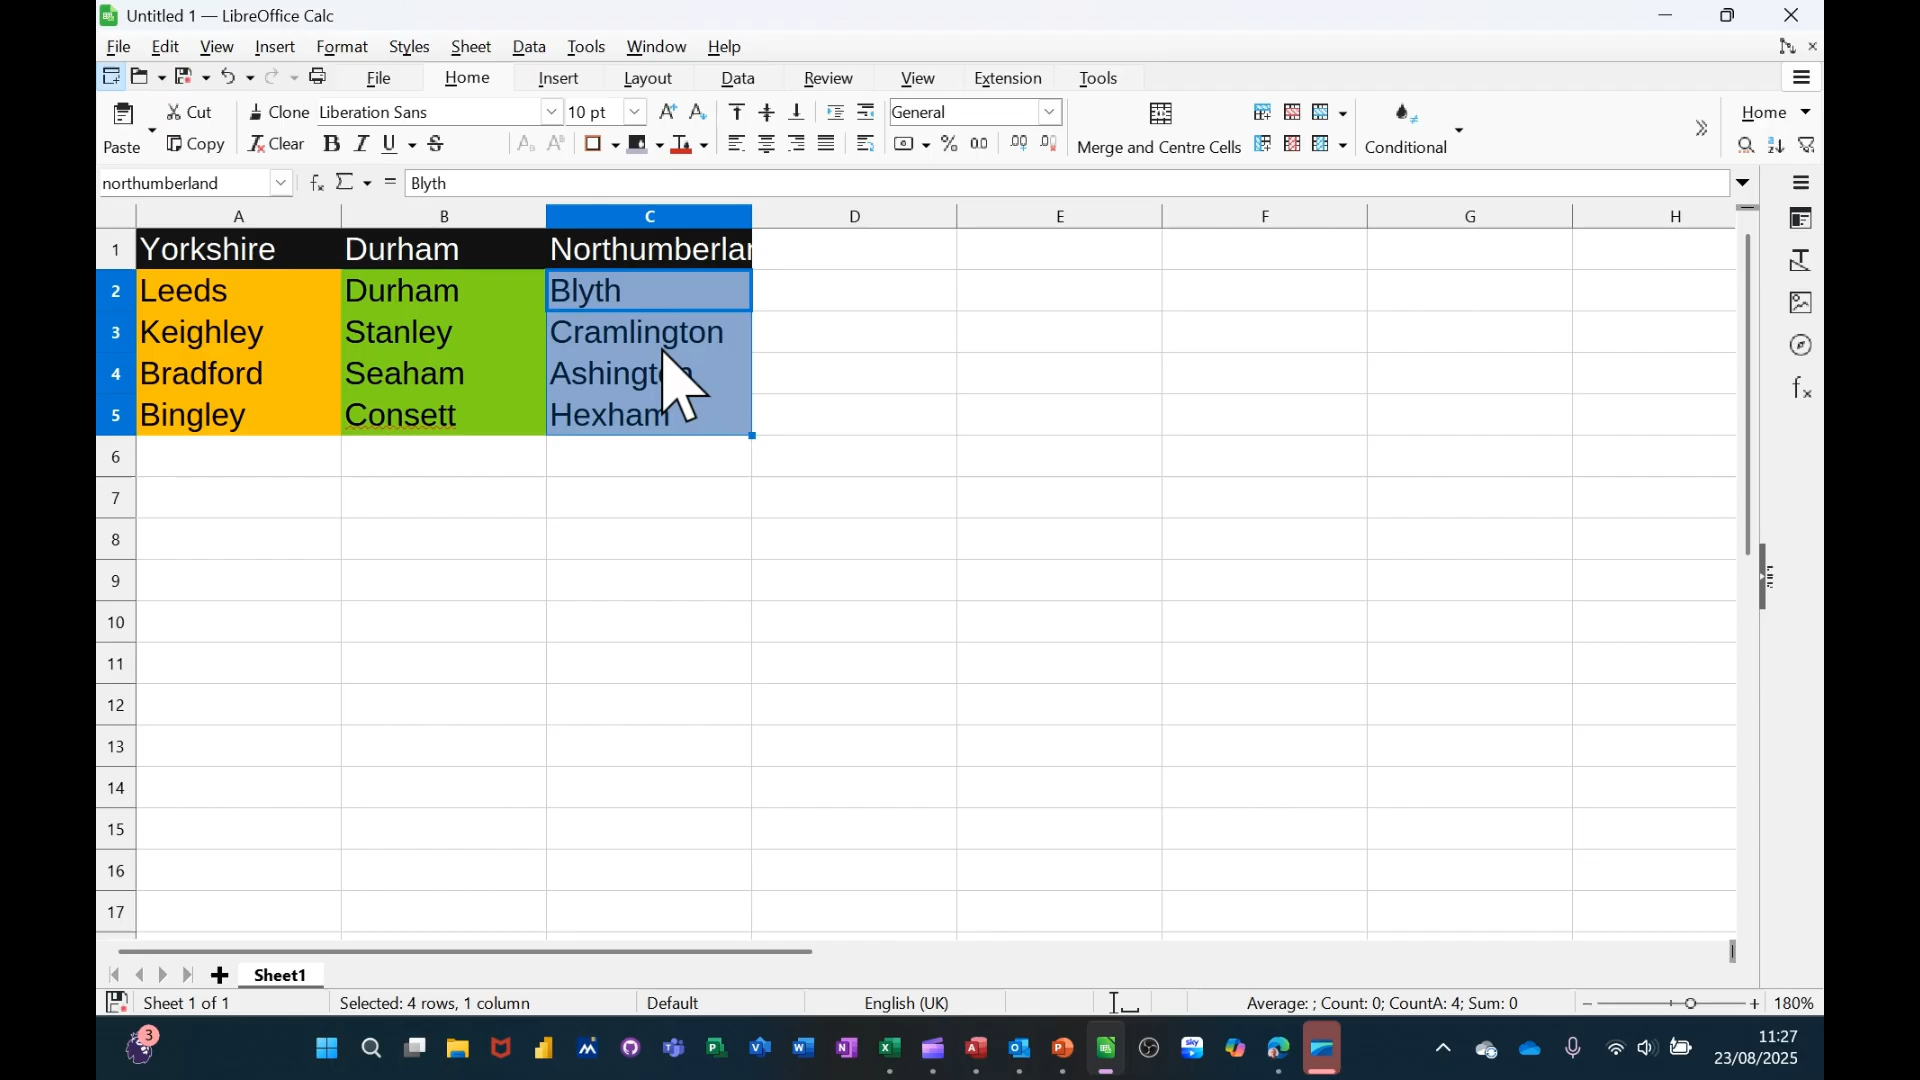 Untitled 1 — LibreOffice Calc
File Edit View Insert Format Styles Sheet Data Tools Window Help
File Home Insert Layout Data Review View Extension Tools
Cut Clone Liberation Sans 10 pt General Home
Paste Copy Clear Merge and Centre Cells Conditional
northumberland = Blyth
A B C D E F G H
1 Yorkshire Durham
2 Leeds Durham Blyth
3 Keighley Stanley Cramlington
4 Bradford Seaham
5 Bingley Consett Hexham
6
7
8
9
10
11
12
13
14
15
16
17
Sheet1
Sheet 1 of 1 Selected: 4 rows, 1 column Default English (UK) Average: ; Count: 0; CountA: 4; Sum: 0 180%
3 11:27
23/08/2025